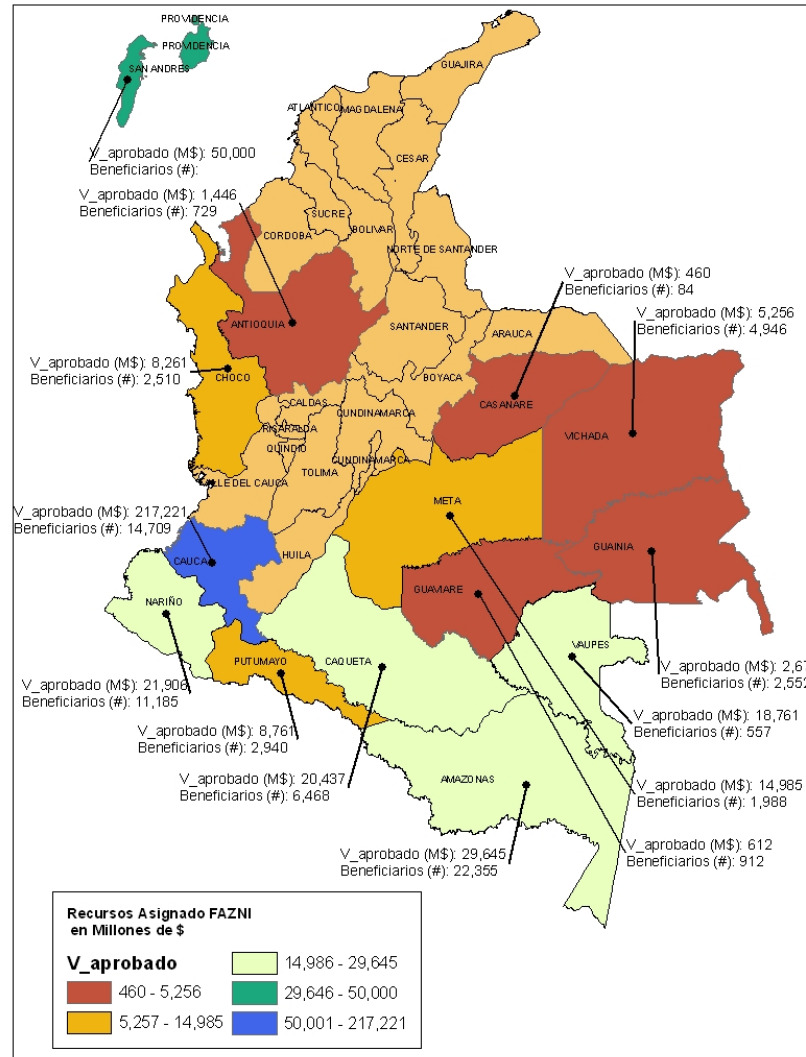 PROVIDENCIA
PROVIDENCIA
SAN ANDRES
GUAJIRA
ATLANTICO
MAGDALENA
CESAR
V_aprobado (M$): 50,000
Beneficiarios (#):
V_aprobado (M$): 1,446
Beneficiarios (#): 729
SUCRE
CORDOBA
BOLIVAR
NORTE DE SANTANDER
V_aprobado (M$): 460
Beneficiarios (#): 84
V_aprobado (M$): 5,256
Beneficiarios (#): 4,946
ANTIOQUIA
SANTANDER
ARAUCA
V_aprobado (M$): 8,261
Beneficiarios (#): 2,510
CHOCO
BOYACA
CALDAS
CASANARE
CUNDINAMARCA
RISARALDA
VICHADA
QUINDIO
CUNDINAMARCA
TOLIMA
VALLE DEL CAUCA
META
V_aprobado (M$): 217,221
Beneficiarios (#): 14,709
GUAINIA
HUILA
CAUCA
GUAVIARE
NARIÑO
VAUPES
PUTUMAYO
CAQUETA
V_aprobado (M$): 2,67
Beneficiarios (#): 2,552
V_aprobado (M$): 21,906
Beneficiarios (#): 11,185
V_aprobado (M$): 18,761
Beneficiarios (#): 557
V_aprobado (M$): 8,761
Beneficiarios (#): 2,940
V_aprobado (M$): 20,437
Beneficiarios (#): 6,468
AMAZONAS
V_aprobado (M$): 14,985
Beneficiarios (#): 1,988
V_aprobado (M$): 29,645
Beneficiarios (#): 22,355
V_aprobado (M$): 612
Beneficiarios (#): 912
Recursos Asignado FAZNI
en Millones de $
V_aprobado
460 - 5,256
5,257 - 14,985
14,986 - 29,645
29,646 - 50,000
50,001 - 217,221